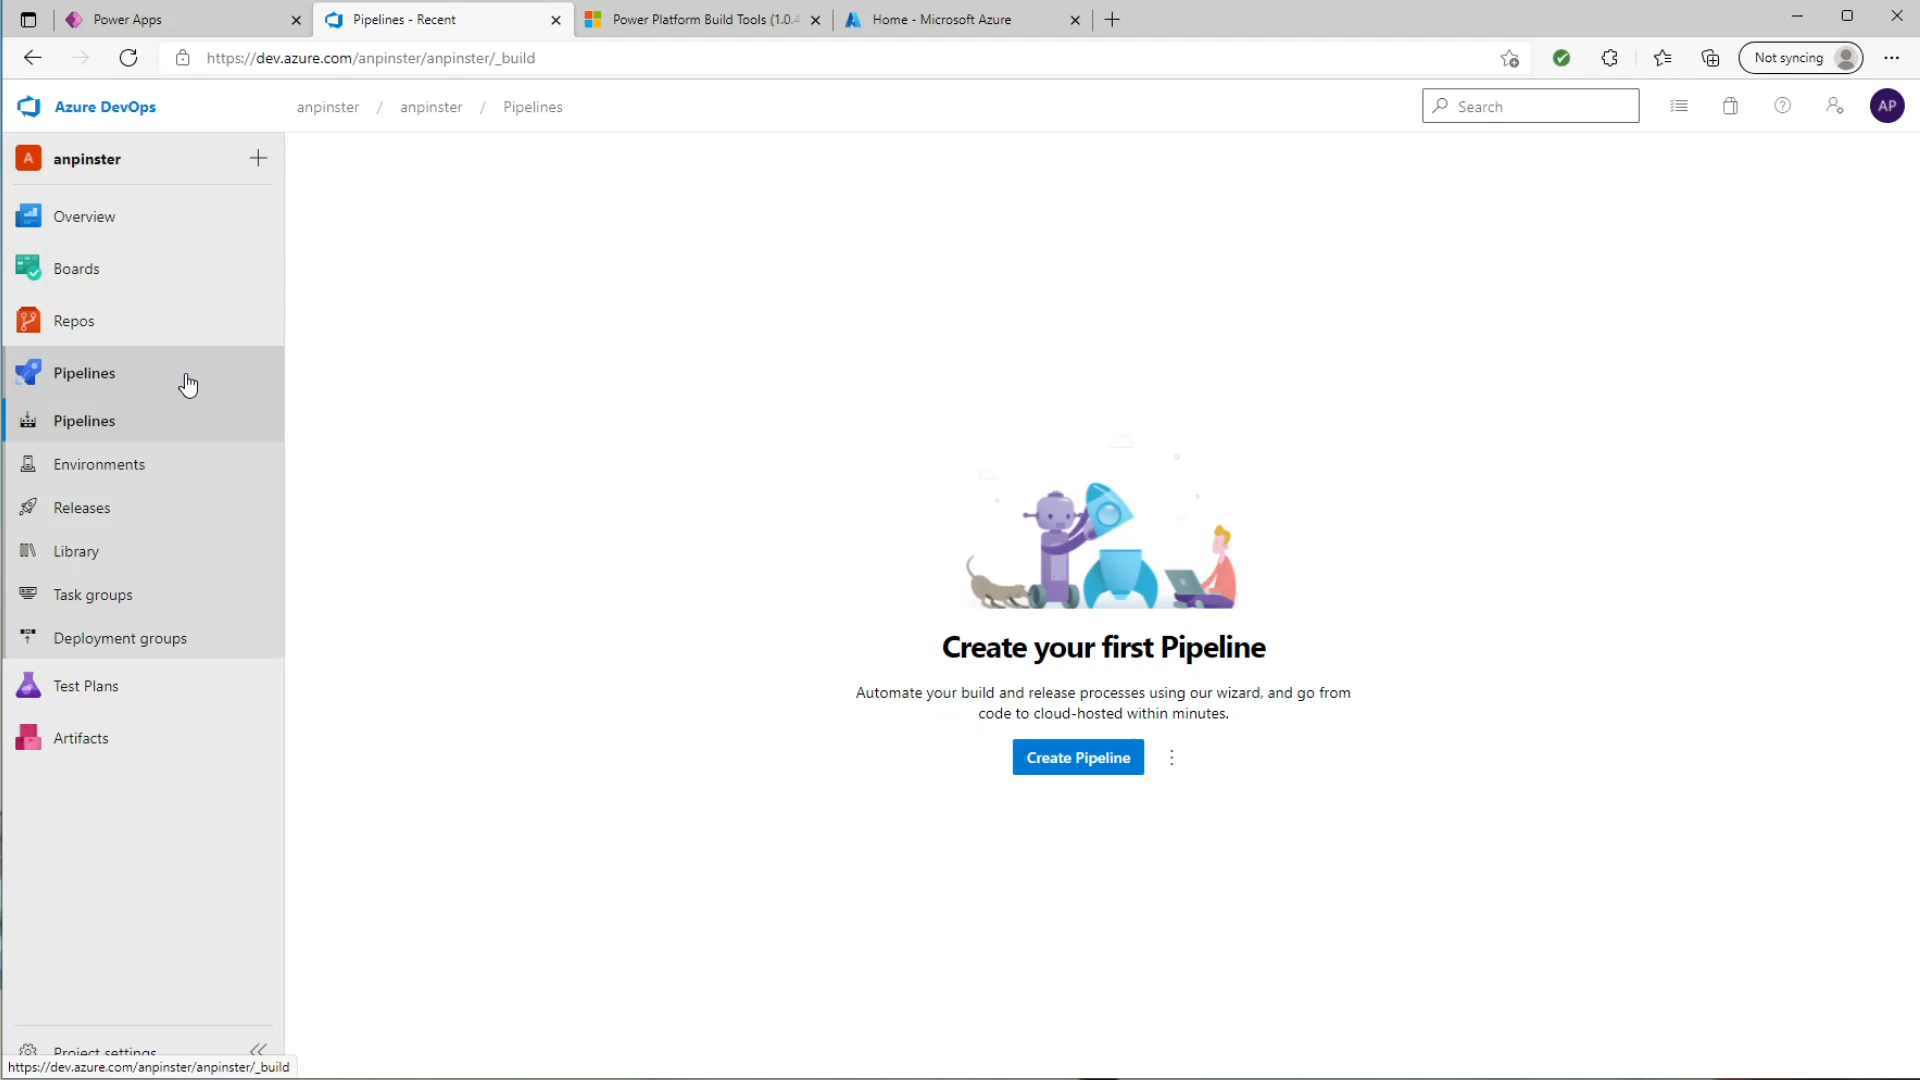 Power Apps
Pipelines - Recent
Power Platform Build Tools (1.0.4
Home - Microsoft Azure
https://dev.azure.com/anpinster/anpinster/_build
Not syncing
Azure DevOps
anpinster / anpinster / Pipelines
Search
AP
A anpinster
Overview
Boards
Repos
Pipelines
Pipelines
Environments
Releases
Library
Task groups
Deployment groups
Test Plans
Artifacts
Create your first Pipeline
Automate your build and release processes using our wizard, and go from
code to cloud-hosted within minutes.
Create Pipeline
Project settings
https://dev.azure.com/anpinster/anpinster/_build